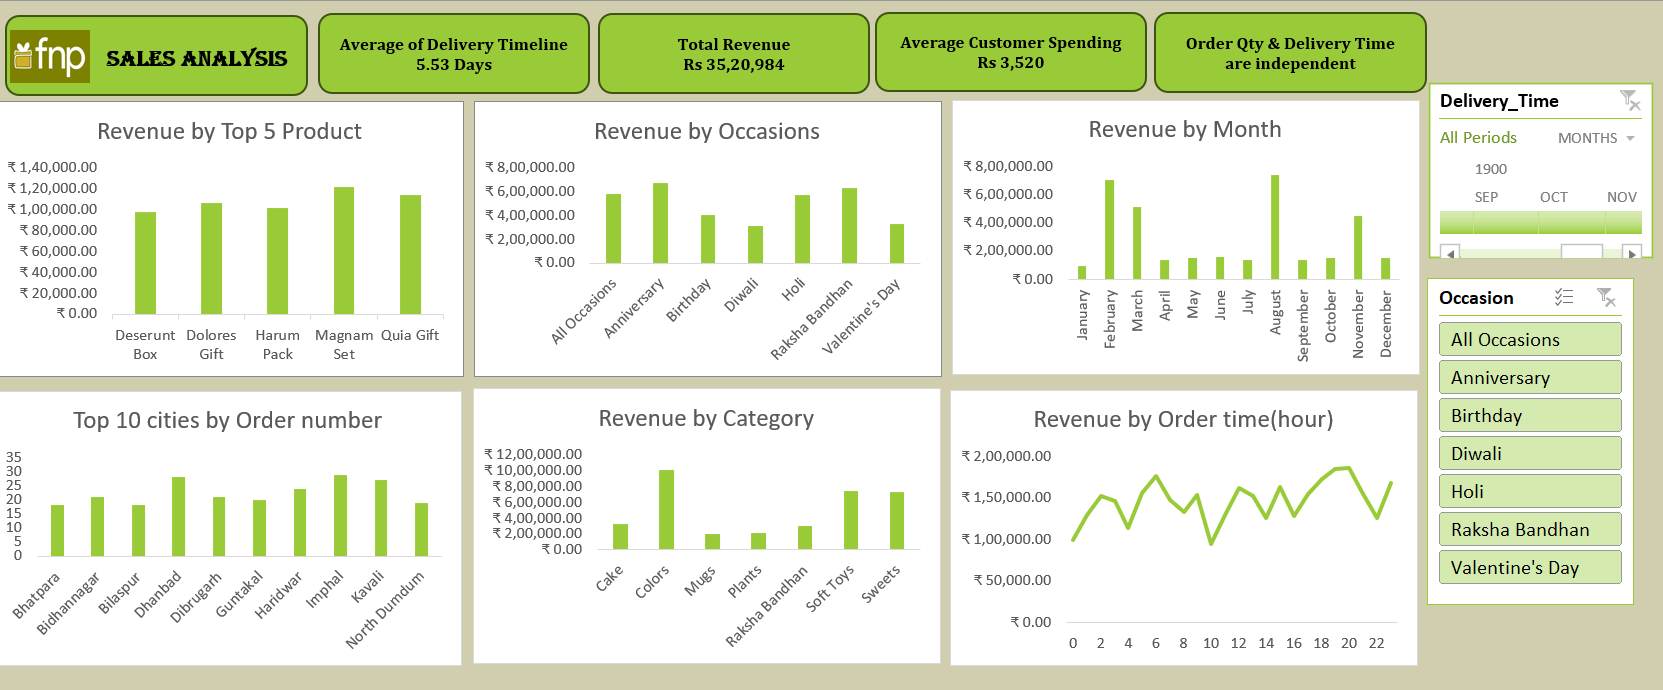 fnp
SALES ANALYSIS
Average of Delivery Timeline
5.53 Days
Total Revenue
Rs 35,20,984
Average Customer Spending
Rs 3,520
Order Qty & Delivery Time
are independent
Revenue by Top 5 Product
₹ 1,40,000.00
₹ 1,20,000.00
₹ 1,00,000.00
₹ 80,000.00
₹ 60,000.00
₹ 40,000.00
₹ 20,000.00
₹ 0.00
Deserunt Box
Dolores Gift
Harum Pack
Magnam Set
Quia Gift
Revenue by Occasions
₹ 8,00,000.00
₹ 6,00,000.00
₹ 4,00,000.00
₹ 2,00,000.00
₹ 0.00
All Occasions
Anniversary
Birthday
Diwali
Holi
Raksha Bandhan
Valentine's Day
Revenue by Month
₹ 8,00,000.00
₹ 6,00,000.00
₹ 4,00,000.00
₹ 2,00,000.00
₹ 0.00
January
February
March
April
May
June
July
August
September
October
November
December
Delivery_Time
All Periods MONTHS
1900
SEP OCT NOV
Occasion
All Occasions
Anniversary
Birthday
Diwali
Holi
Raksha Bandhan
Valentine's Day
Top 10 cities by Order number
35
30
25
20
15
10
5
0
Bhatpara
Bidhannagar
Bilaspur
Dhanbad
Dibrugarh
Guntakal
Haridwar
Imphal
Kavali
North Dumdum
Revenue by Category
₹ 12,00,000.00
₹ 10,00,000.00
₹ 8,00,000.00
₹ 6,00,000.00
₹ 4,00,000.00
₹ 2,00,000.00
₹ 0.00
Cake
Colors
Mugs
Plants
Raksha Bandhan
Soft Toys
Sweets
Revenue by Order time(hour)
₹ 2,00,000.00
₹ 1,50,000.00
₹ 1,00,000.00
₹ 50,000.00
₹ 0.00
0 2 4 6 8 10 12 14 16 18 20 22